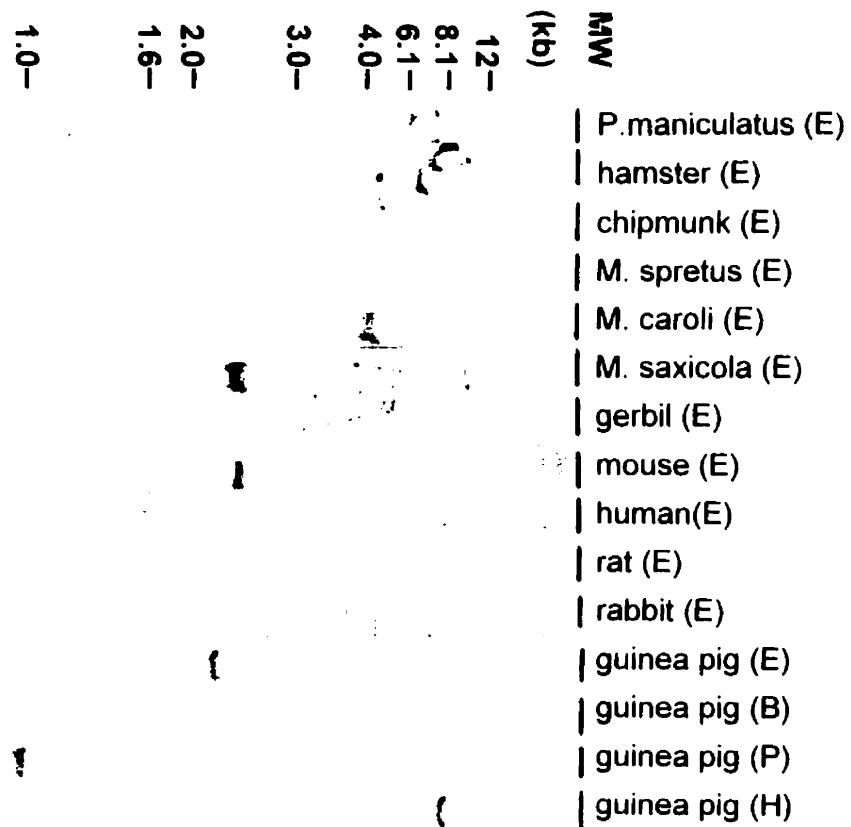 MW
(kb)
12–
8.1–
6.1–
4.0–
3.0–
2.0–
1.6–
1.0–
P.maniculatus (E)
hamster (E)
chipmunk (E)
M. spretus (E)
M. caroli (E)
M. saxicola (E)
gerbil (E)
mouse (E)
human(E)
rat (E)
rabbit (E)
guinea pig (E)
guinea pig (B)
guinea pig (P)
guinea pig (H)